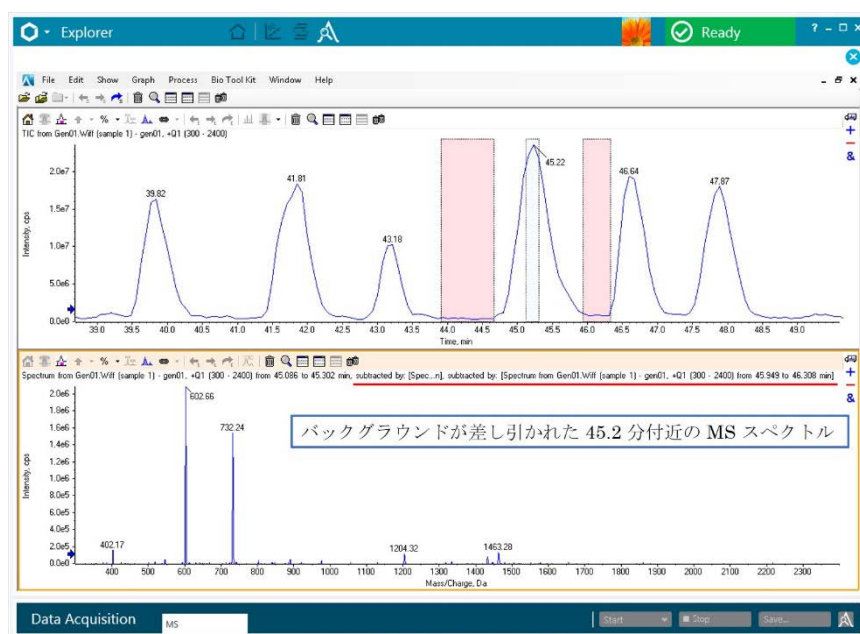 Explorer
Ready
? - □ ×
File Edit Show Graph Process Bio Tool Kit Window Help
TIC from Gen01.Wiff (sample 1) - gen01, +Q1 (300 - 2400)
Intensity, cps
2.0e7
1.5e7
1.0e7
5.0e6
0.0e0
39.82
41.81
43.18
45.22
46.64
47.87
39.0 39.5 40.0 40.5 41.0 41.5 42.0 42.5 43.0 43.5 44.0 44.5 45.0 45.5 46.0 46.5 47.0 47.5 48.0 48.5 49.0
Time, min
Spectrum from Gen01.Wiff (sample 1) - gen01, +Q1 (300 - 2400) from 45.086 to 45.302 min, subtracted by: [Spec...n], subtracted by: [Spectrum from Gen01.Wiff (sample 1) - gen01, +Q1 (300 - 2400) from 45.949 to 46.308 min]
バックグラウンドが差し引かれた 45.2 分付近の MS スペクトル
Intensity, cps
2.0e6
1.8e6
1.6e6
1.4e6
1.2e6
1.0e6
8.0e5
6.0e5
4.0e5
2.0e5
0.0e0
402.17
602.66
732.24
1204.32
1463.28
400 500 600 700 800 900 1000 1100 1200 1300 1400 1500 1600 1700 1800 1900 2000 2100 2200 2300
Mass/Charge, Da
Data Acquisition
MS
Start
Stop
Save...